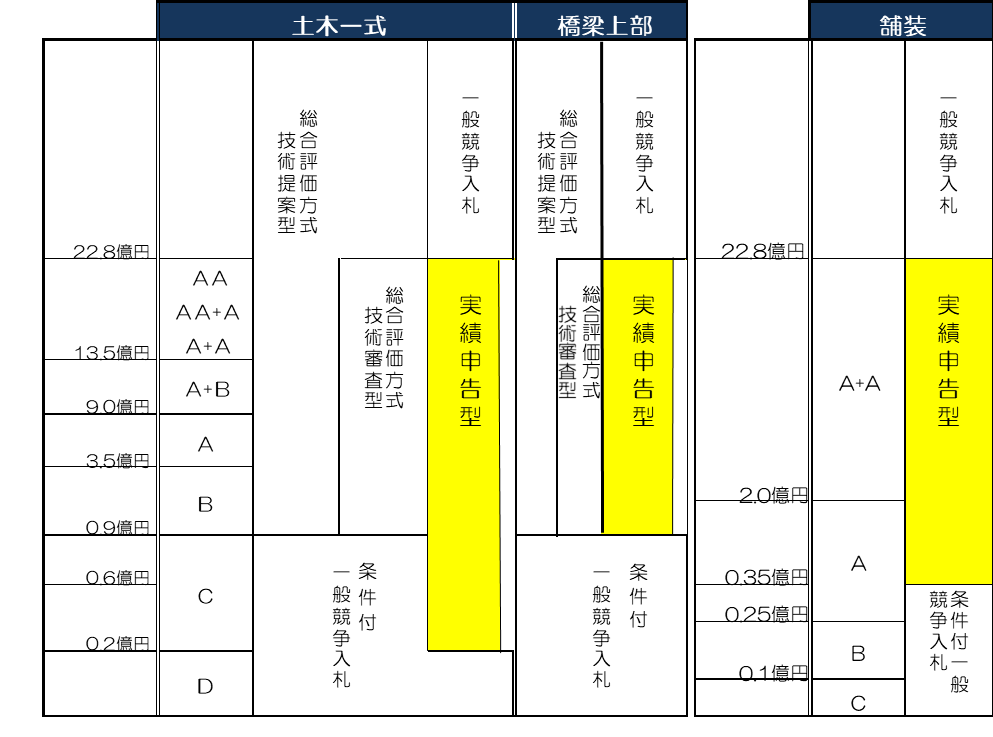 土木一式
橋梁上部
舗装
22.8億円
13.5億円
9.0億円
3.5億円
0.9億円
0.6億円
0.2億円
AA
AA+A
A+A
A+B
A
B
C
D
総合評価方式
技術提案型
総合評価方式
技術審査型
一般競争入札
実績申告型
条件付
一般競争入札
総合評価方式
技術提案型
総合評価方式
技術審査型
一般競争入札
実績申告型
条件付
一般競争入札
22.8億円
2.0億円
0.35億円
0.25億円
0.1億円
A+A
A
B
C
一般競争入札
実績申告型
条件付一般
競争入札